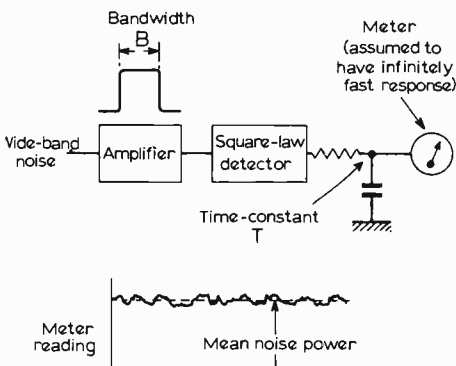 Bandwidth
B
Meter
(assumed to
have infinitely
fast response)
Vide-band
noise
Amplifier
Square-law
detector
Time-constant
T
Meter
reading
Mean noise power